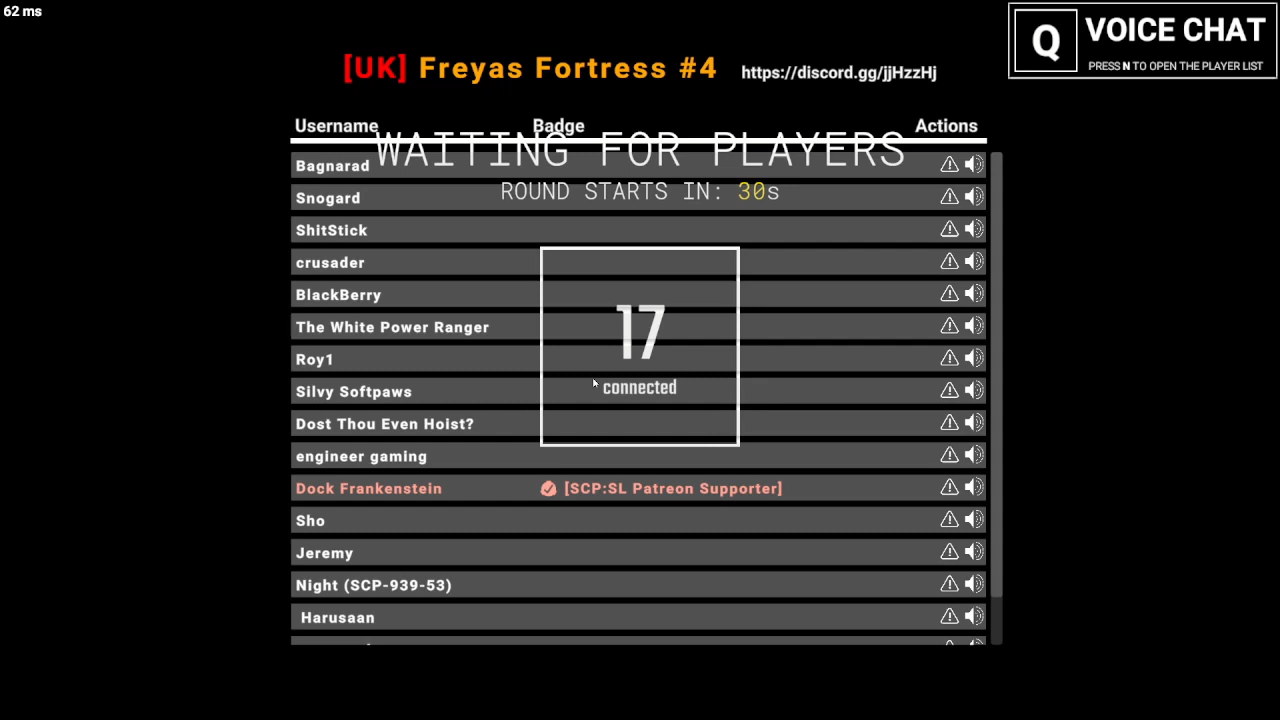 62 ms
Q VOICE CHAT
PRESS N TO OPEN THE PLAYER LIST
[UK] Freyas Fortress #4 https://discord.gg/jjHzzHj
Username Badge Actions
WAITING FOR PLAYERS
Bagnarad
ROUND STARTS IN: 30s
Snogard
ShitStick
crusader
BlackBerry
The White Power Ranger
17
Roy1
connected
Silvy Softpaws
Dost Thou Even Hoist?
engineer gaming
Dock Frankenstein [SCP:SL Patreon Supporter]
Sho
Jeremy
Night (SCP-939-53)
Harusaan